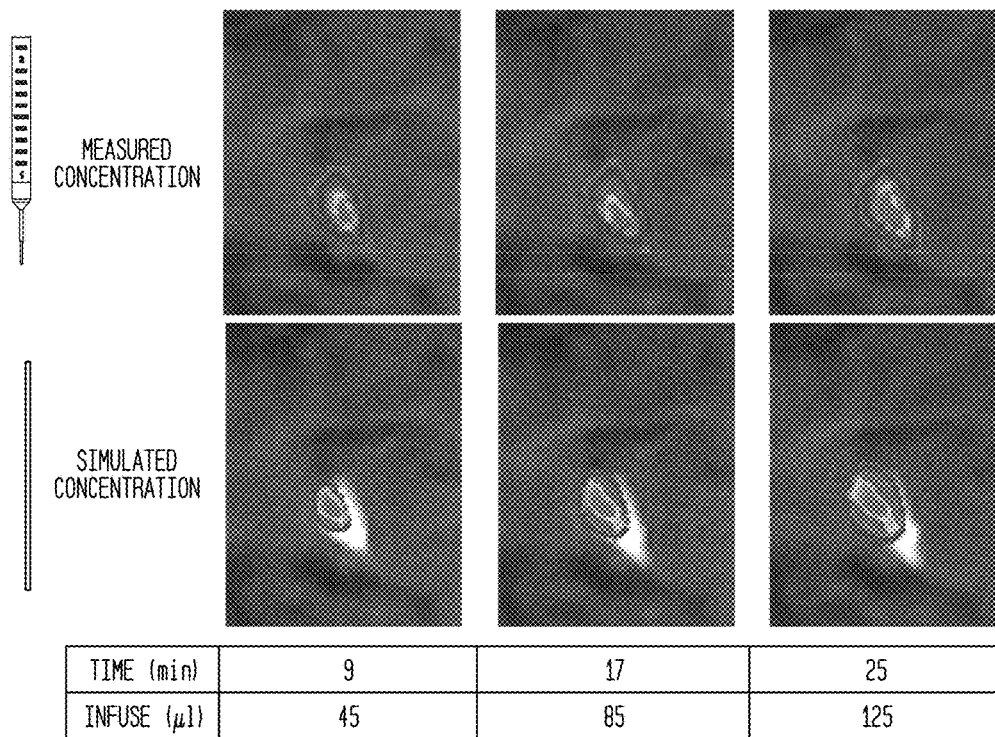 MEASURED
CONCENTRATION
SIMULATED
CONCENTRATION
TIME (min) 9 17 25
INFUSE (μl) 45 85 125